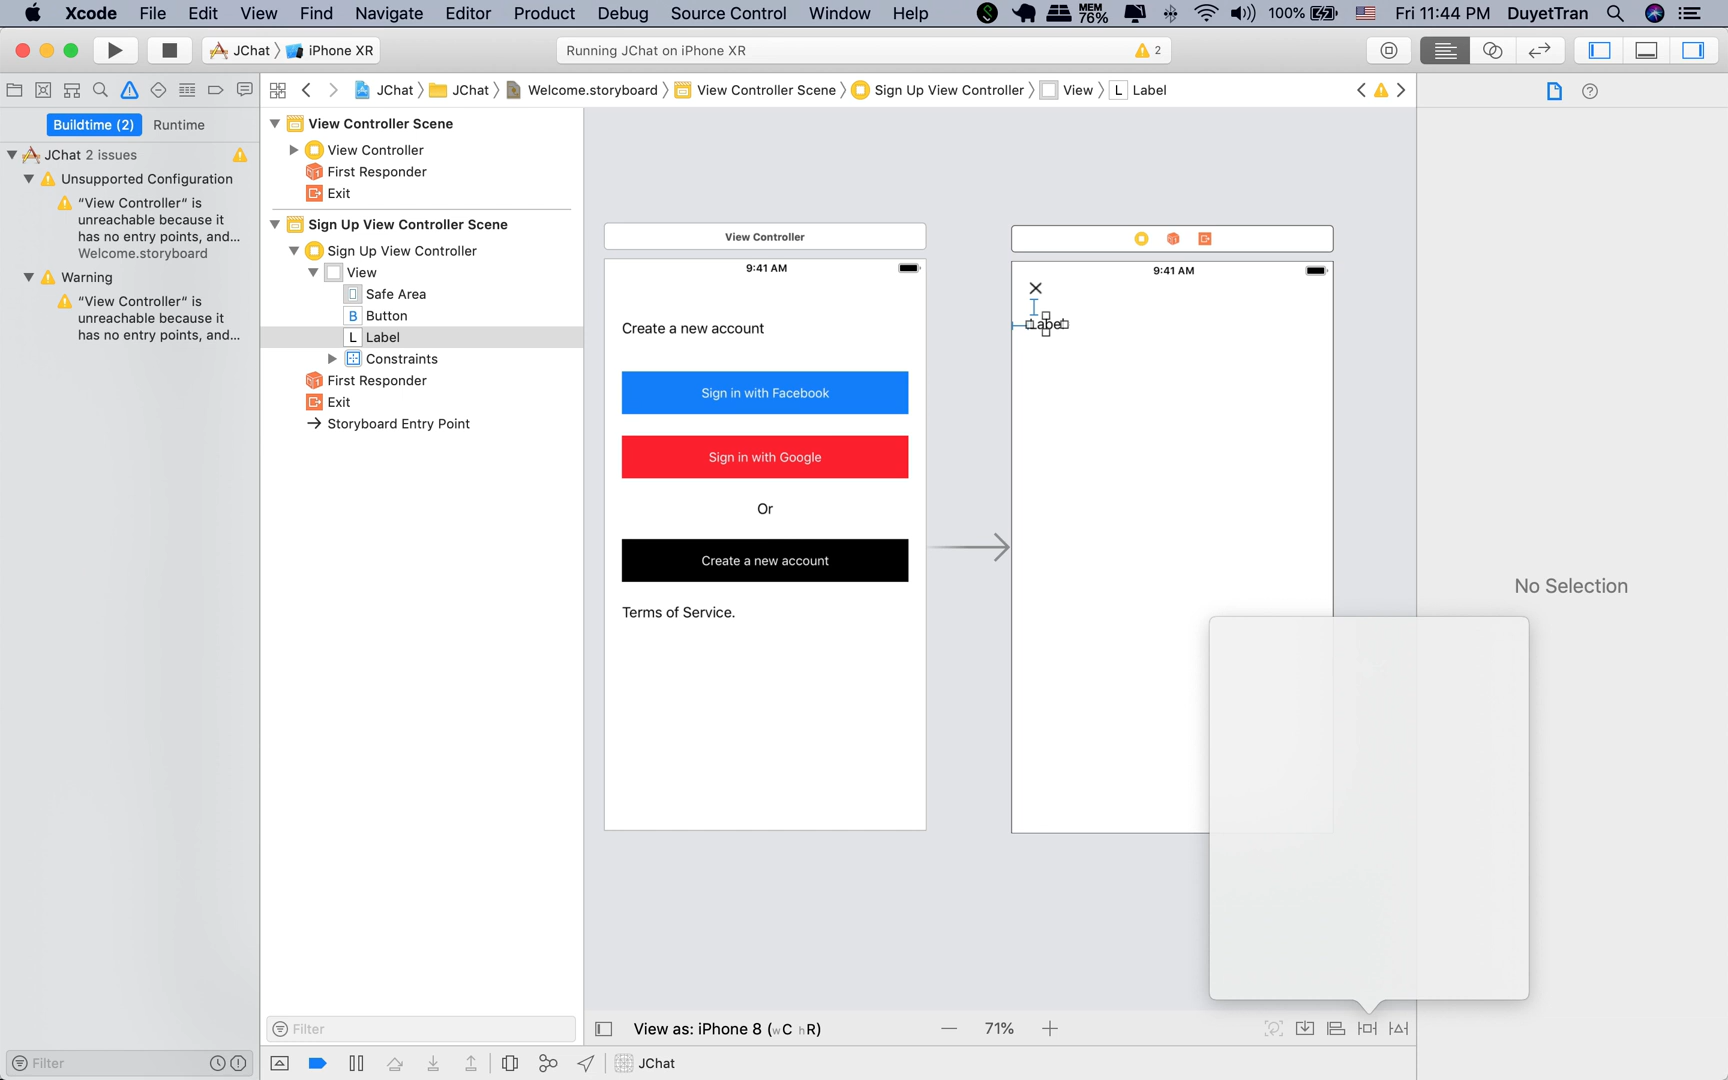 Xcode File Edit View Find Navigate Editor Product Debug Source Control Window Help MEM 76% 100% Fri 11:44 PM DuyetTran
JChat iPhone XR Running JChat on iPhone XR 2
JChat JChat Welcome.storyboard View Controller Scene Sign Up View Controller View L Label
Buildtime (2) Runtime
JChat 2 issues
Unsupported Configuration
“View Controller“ is
unreachable because it
has no entry points, and...
Welcome.storyboard
Warning
“View Controller“ is
unreachable because it
has no entry points, and...
Filter
View Controller Scene
View Controller
First Responder
Exit
Sign Up View Controller Scene
Sign Up View Controller
View
Safe Area
B Button
L Label
Constraints
First Responder
Exit
Storyboard Entry Point
Filter
View Controller
9:41 AM
Create a new account
Sign in with Facebook
Sign in with Google
Or
Create a new account
Terms of Service.
9:41 AM
Label
No Selection
View as: iPhone 8 (wC hR) 71%
JChat